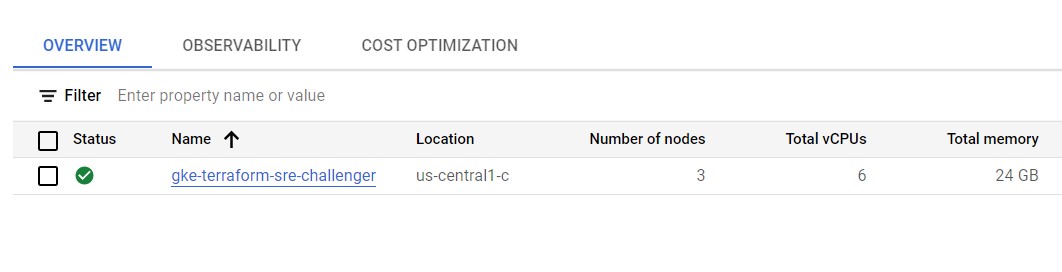 OVERVIEW OBSERVABILITY COST OPTIMIZATION
Filter Enter property name or value
Status Name Location Number of nodes Total vCPUs Total memory
gke-terraform-sre-challenger us-central1-c 3 6 24 GB